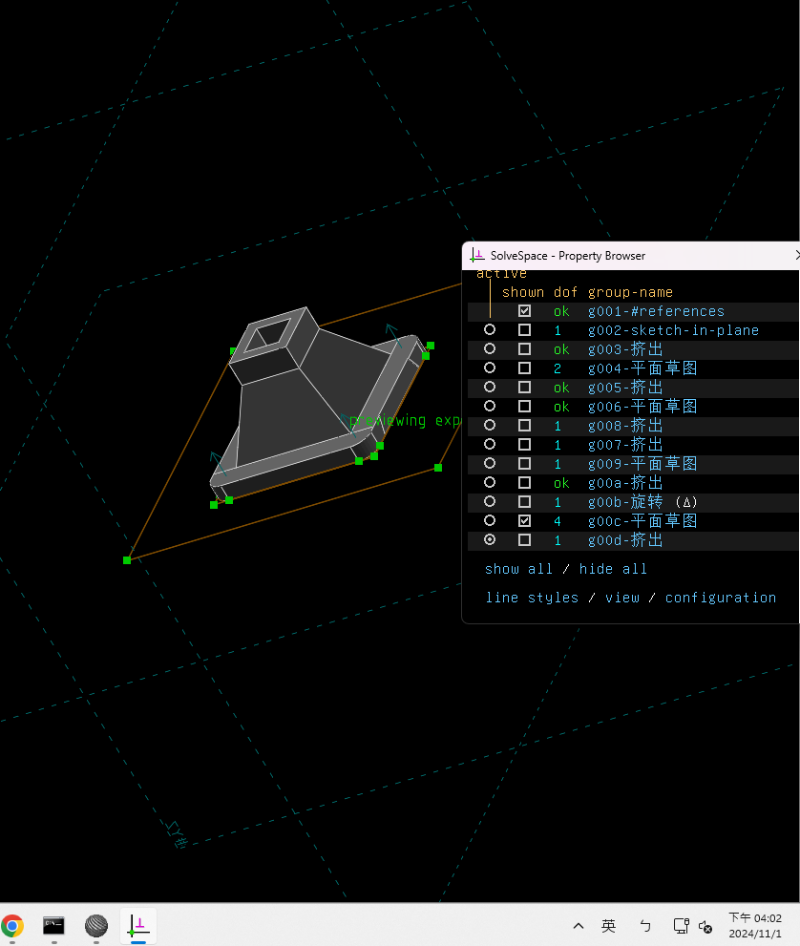 SolveSpace - Property Browser
active
shown dof group-name
ok g001-#references
1 g002-sketch-in-plane
ok g003-挤出
2 g004-平面草图
ok g005-挤出
ok g006-平面草图
1 g008-挤出
1 g007-挤出
1 g009-平面草图
ok g00a-挤出
1 g00b-旋转 (Δ)
4 g00c-平面草图
1 g00d-挤出
show all / hide all
line styles / view / configuration
previewing exp
#YZ
英
ㄅ
下午 04:02
2024/11/1